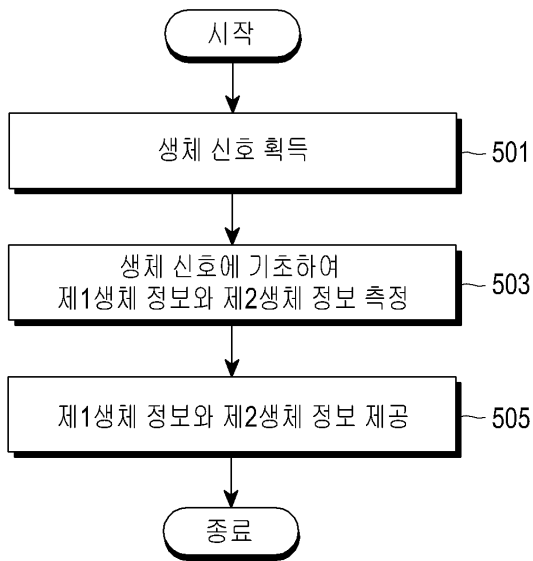 시작
생체 신호 획득
501
생체 신호에 기초하여
제1생체 정보와 제2생체 정보 측정
503
제1생체 정보와 제2생체 정보 제공
505
종료